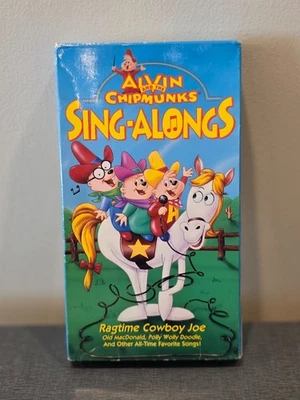 ALVIN
AND THE
CHIPMUNKS
SING-ALONGS
A
Ragtime Cowboy Joe
Old MacDonald, Polly Wolly Doodle,
And Other All-Time Favorite Songs!